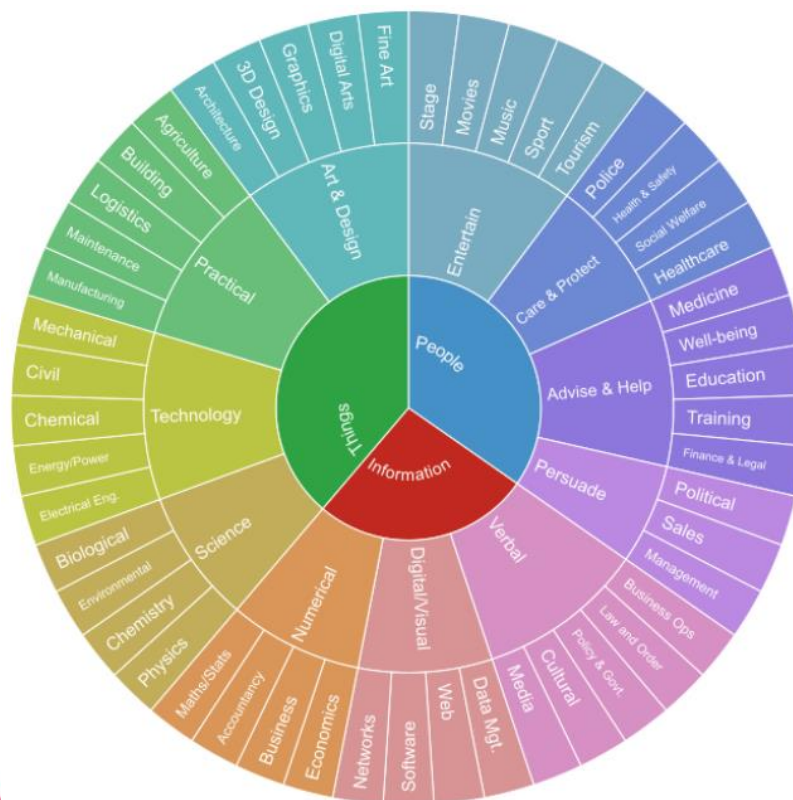 People
Information
Things
Entertain
Care & Protect
Advise & Help
Persuade
Verbal
Digital/Visual
Numerical
Science
Technology
Practical
Art & Design
Stage
Movies
Music
Sport
Tourism
Police
Health & Safety
Social Welfare
Healthcare
Medicine
Well-being
Education
Training
Finance & Legal
Political
Sales
Management
Business Ops
Law and Order
Policy & Govt.
Cultural
Media
Data Mgt.
Web
Software
Networks
Economics
Business
Accountancy
Maths/Stats
Physics
Chemistry
Environmental
Biological
Electrical Eng.
Energy/Power
Chemical
Civil
Mechanical
Manufacturing
Maintenance
Logistics
Building
Agriculture
Architecture
3D Design
Graphics
Digital Arts
Fine Art